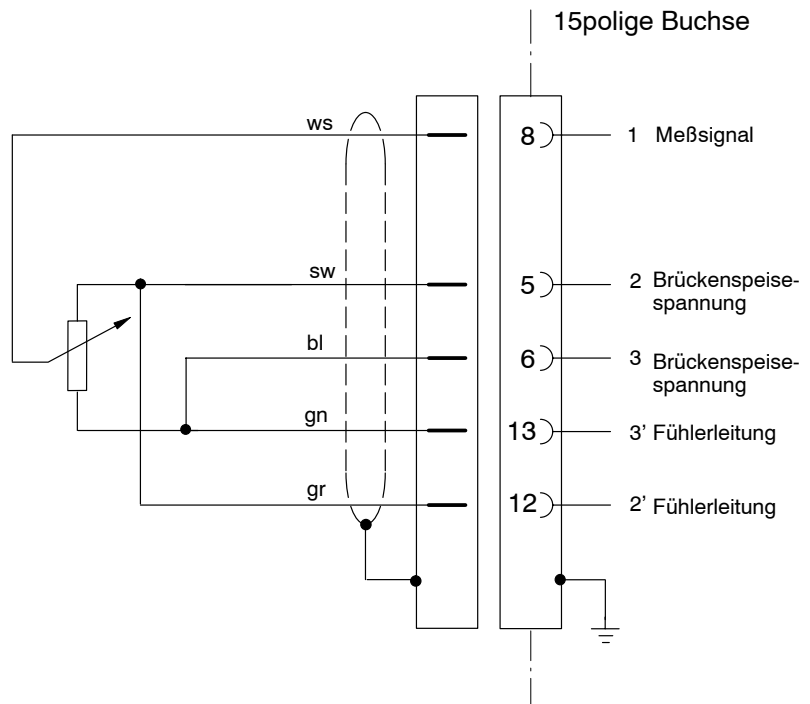 15polige Buchse
ws
8
1 Meßsignal
sw
5
2 Brückenspeise-
spannung
bl
6
3 Brückenspeise-
spannung
gn
13
3’ Fühlerleitung
gr
12
2’ Fühlerleitung